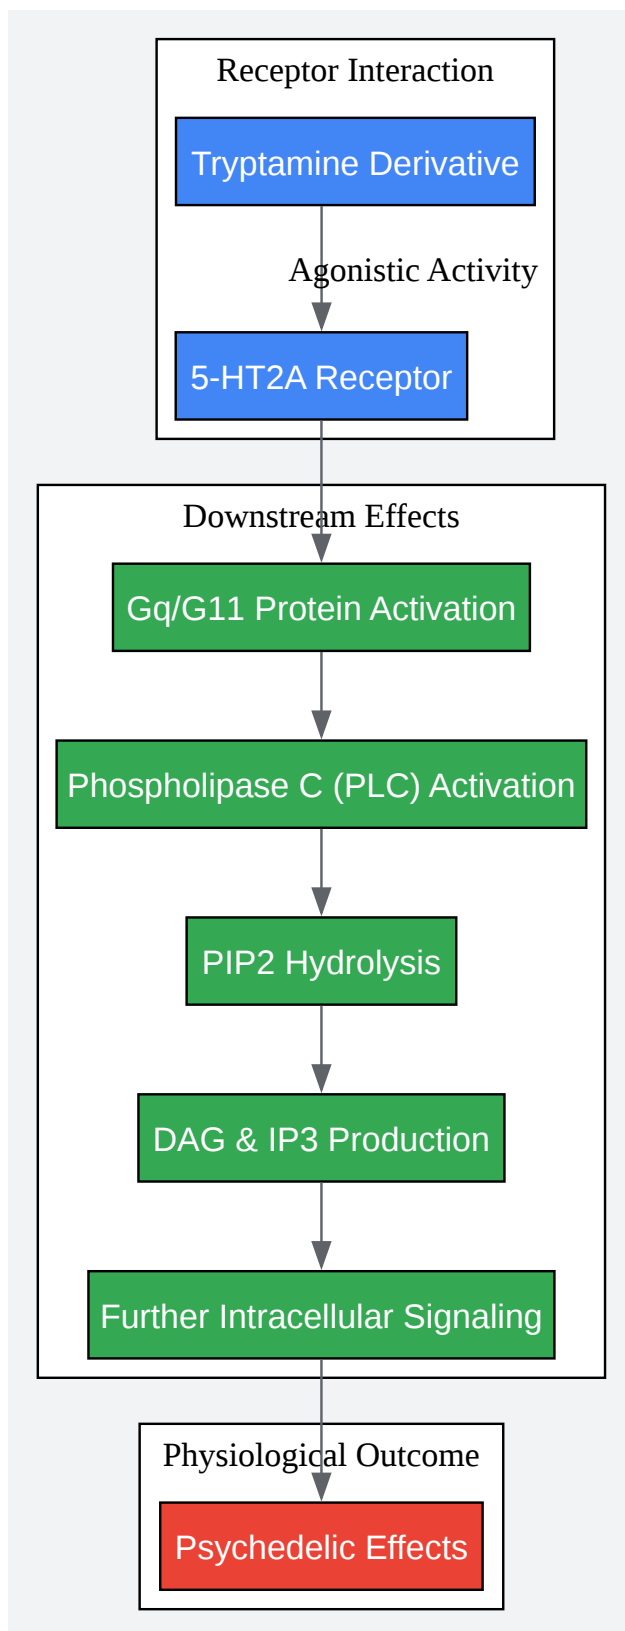 Receptor Interaction
Tryptamine Derivative
Agonistic Activity
5-HT2A Receptor
Downstream Effects
Gq/G11 Protein Activation
Phospholipase C (PLC) Activation
PIP2 Hydrolysis
DAG & IP3 Production
Further Intracellular Signaling
Physiological Outcome
Psychedelic Effects